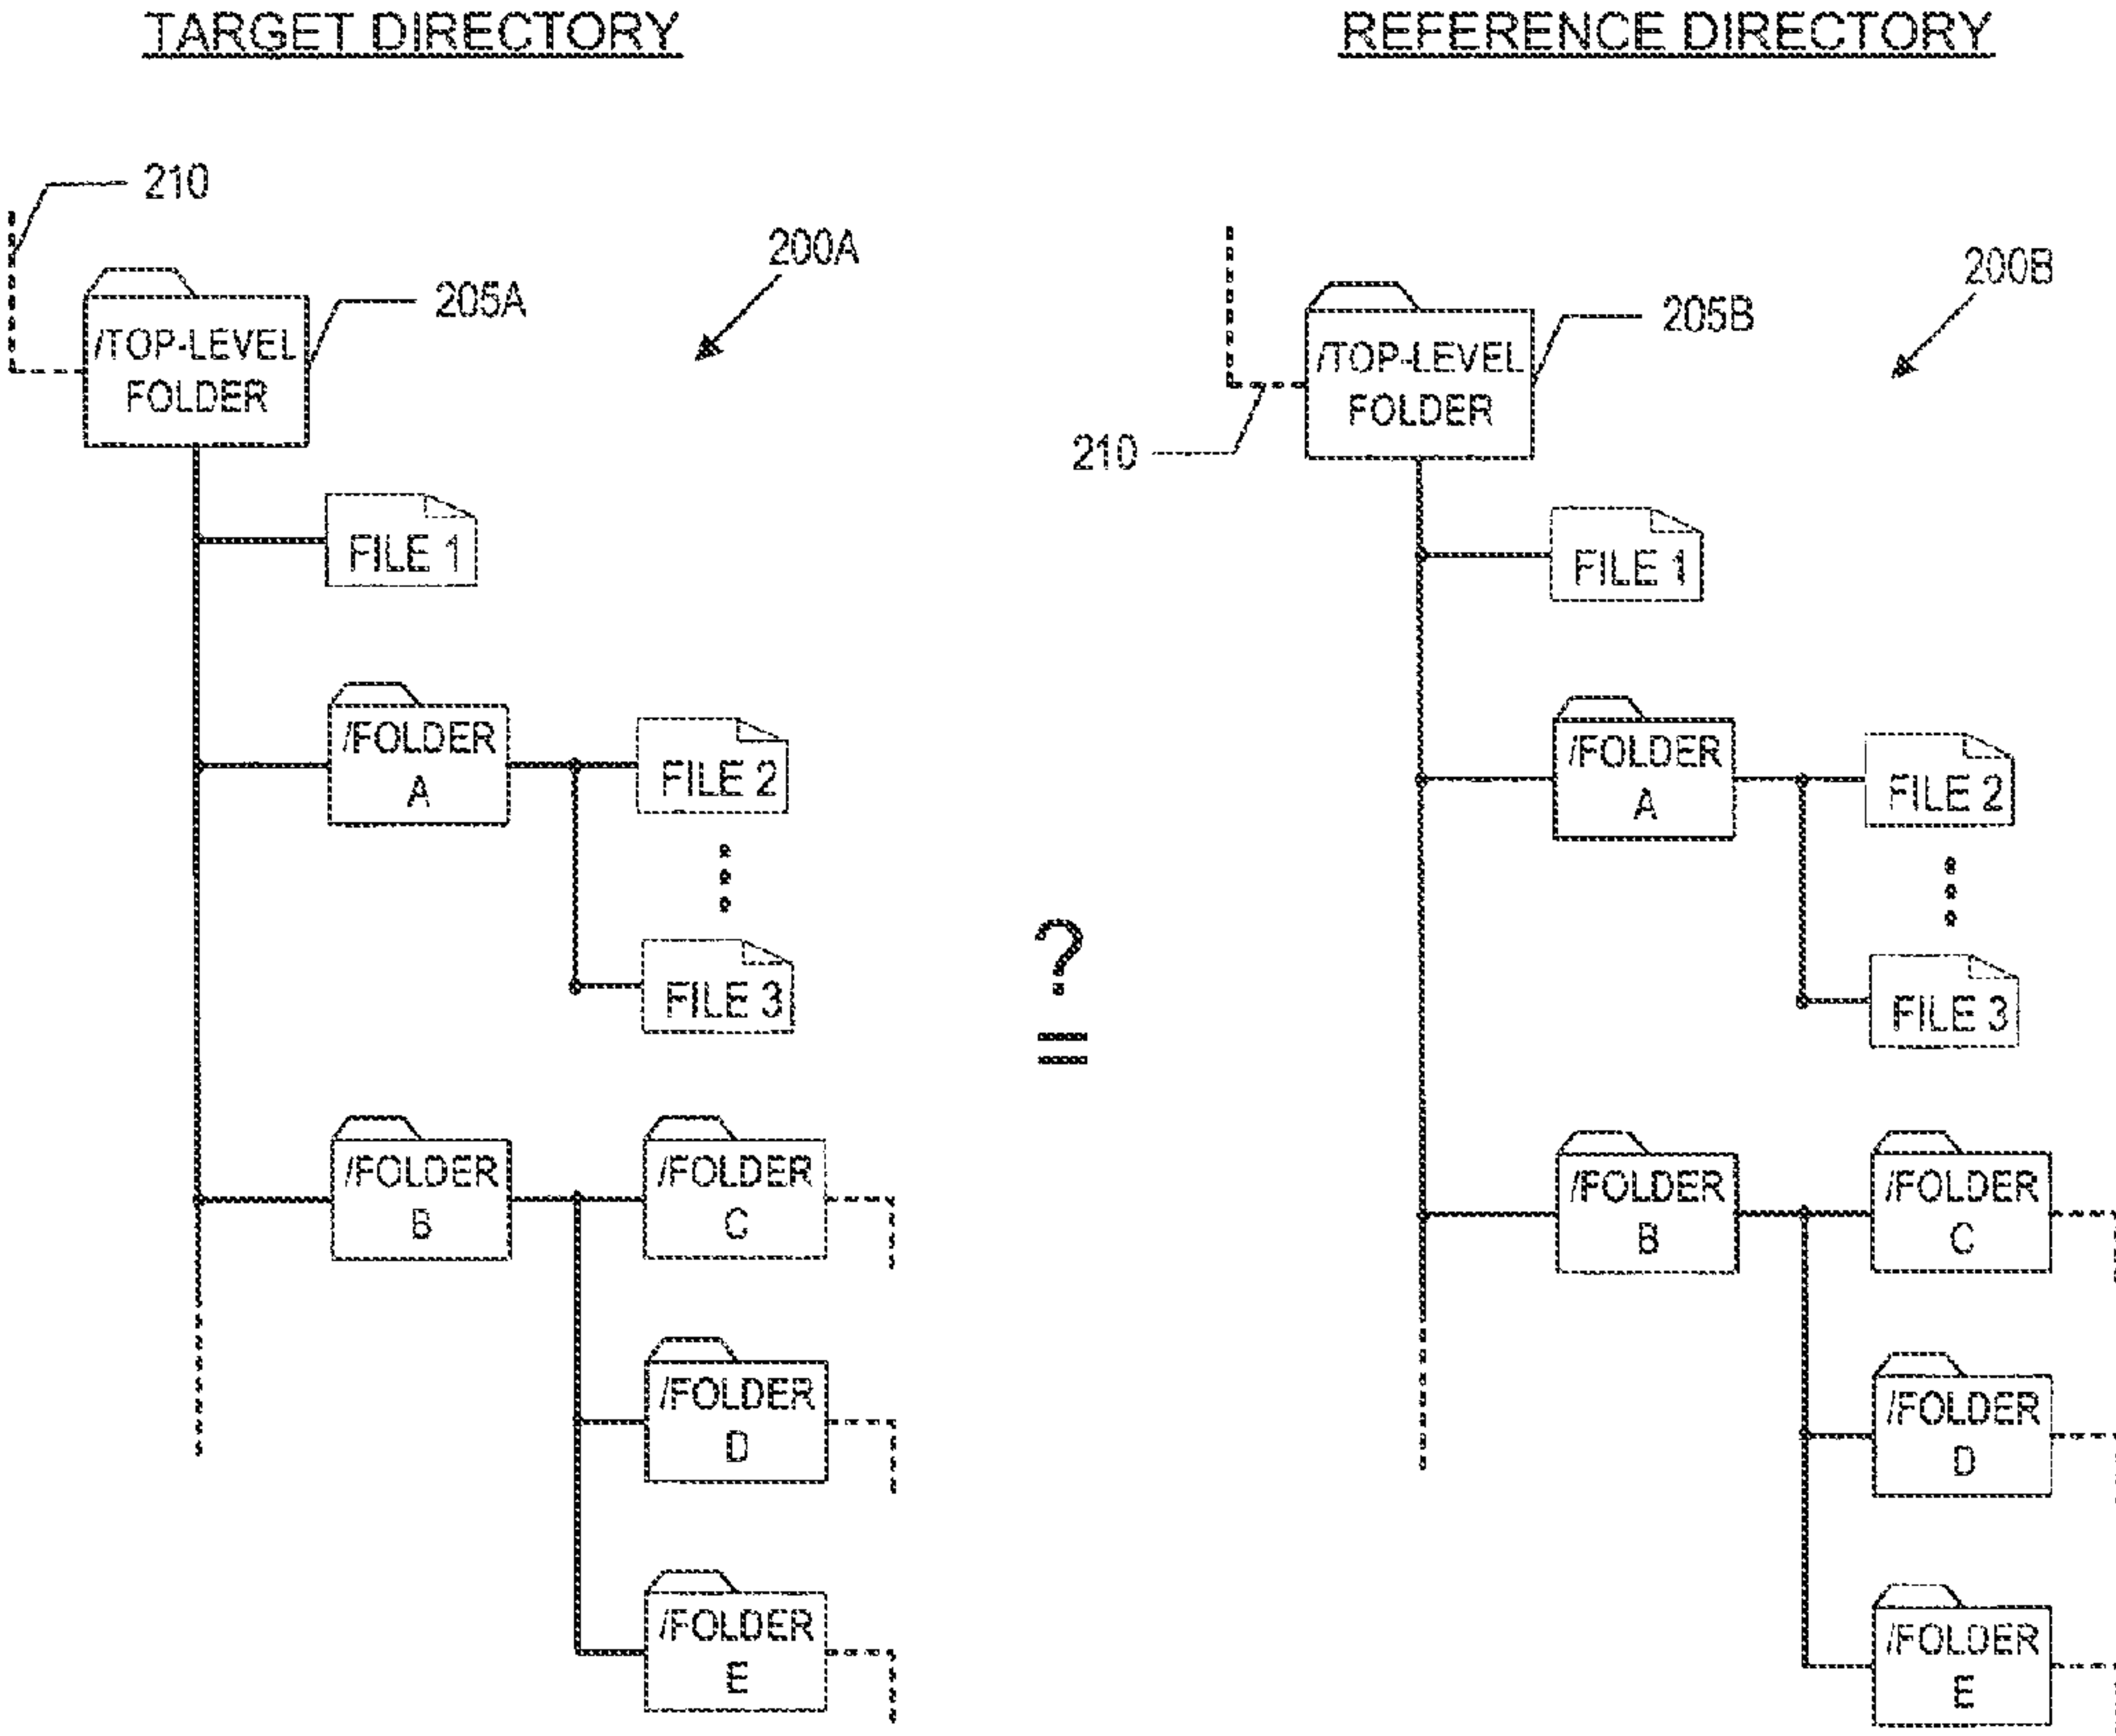 TARGET DIRECTORY
210
200A
205A
/TOP-LEVEL
FOLDER
FILE 1
/FOLDER
A
FILE 2
FILE 3
/FOLDER
B
/FOLDER
C
/FOLDER
D
/FOLDER
E
?
=
REFERENCE DIRECTORY
200B
205B
/TOP-LEVEL
FOLDER
210
FILE 1
/FOLDER
A
FILE 2
FILE 3
/FOLDER
B
/FOLDER
C
/FOLDER
D
/FOLDER
E